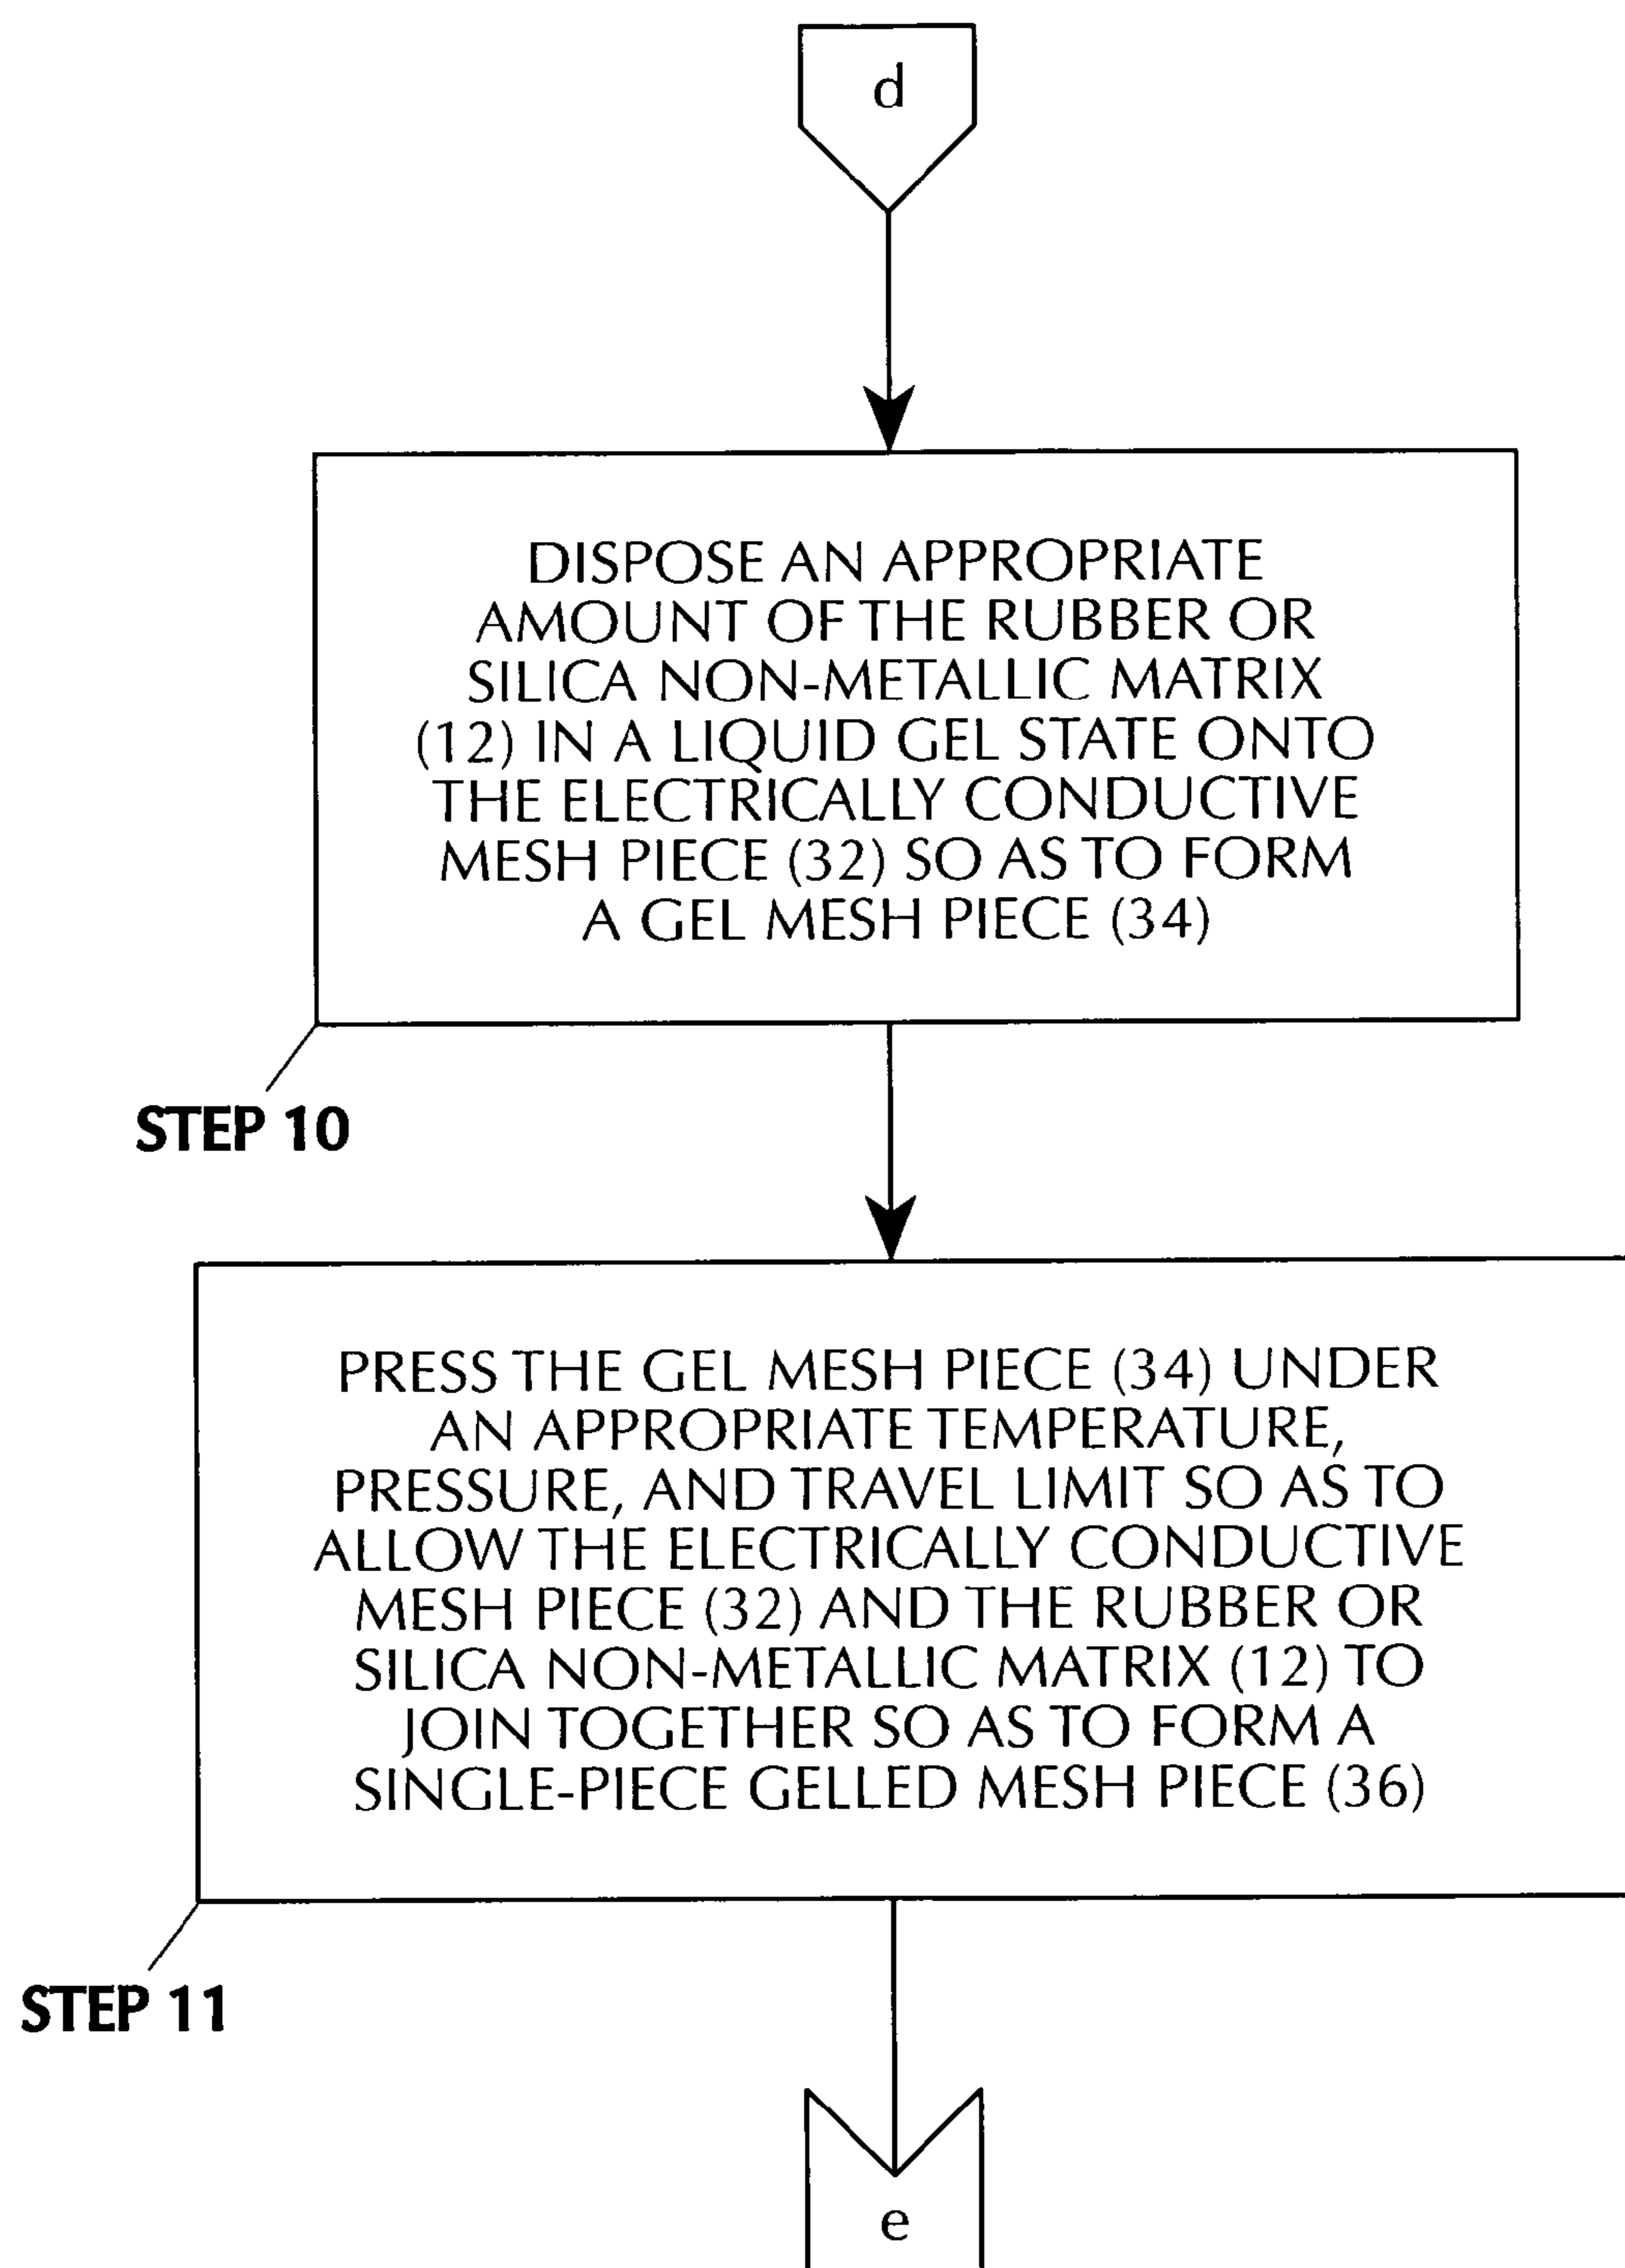 d
DISPOSE AN APPROPRIATE
AMOUNT OF THE RUBBER OR
SILICA NON-METALLIC MATRIX
(12) IN A LIQUID GEL STATE ONTO
THE ELECTRICALLY CONDUCTIVE
MESH PIECE (32) SO AS TO FORM
A GEL MESH PIECE (34)
STEP 10
PRESS THE GEL MESH PIECE (34) UNDER
AN APPROPRIATE TEMPERATURE,
PRESSURE, AND TRAVEL LIMIT SO AS TO
ALLOW THE ELECTRICALLY CONDUCTIVE
MESH PIECE (32) AND THE RUBBER OR
SILICA NON-METALLIC MATRIX (12) TO
JOIN TOGETHER SO AS TO FORM A
SINGLE-PIECE GELLED MESH PIECE (36)
STEP 11
e